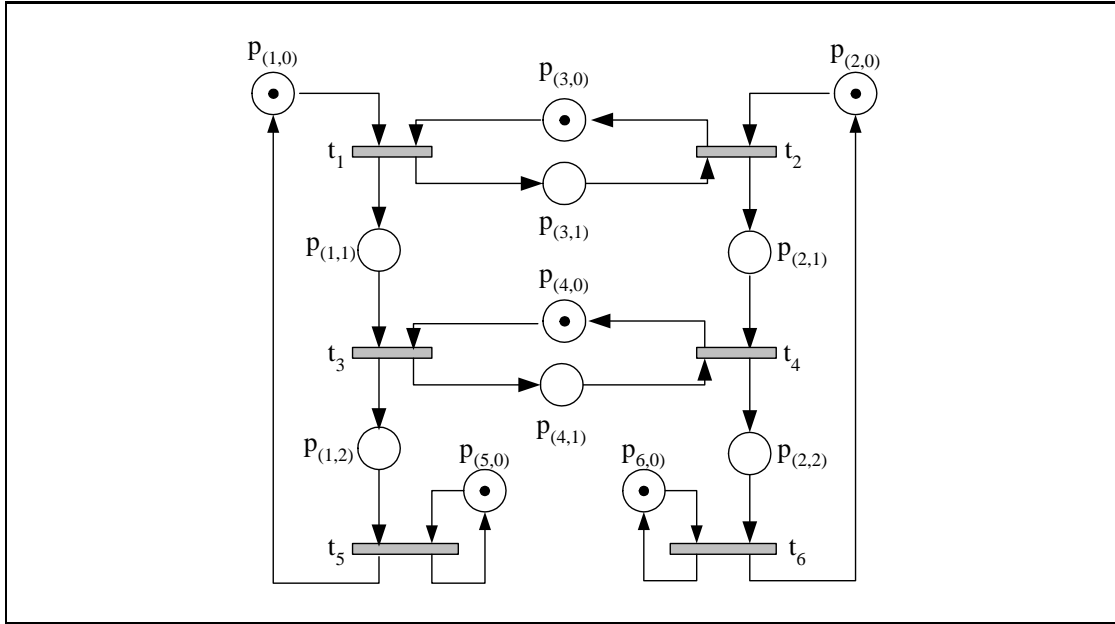 p(1,0)
p(2,0)
p(3,0)
t1
t2
p(3,1)
p(1,1)
p(2,1)
p(4,0)
t3
t4
p(4,1)
p(1,2)
p(2,2)
p(5,0)
p6,0)
t5
t6